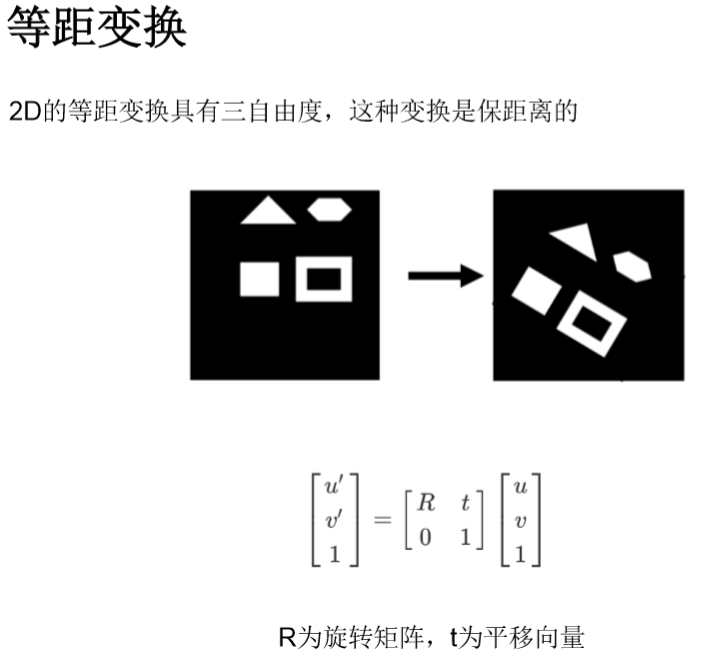 等距变换
2D的等距变换具有三自由度，这种变换是保距离的
[u' v' 1] = [R t 0 1] [u v 1]
R为旋转矩阵，t为平移向量